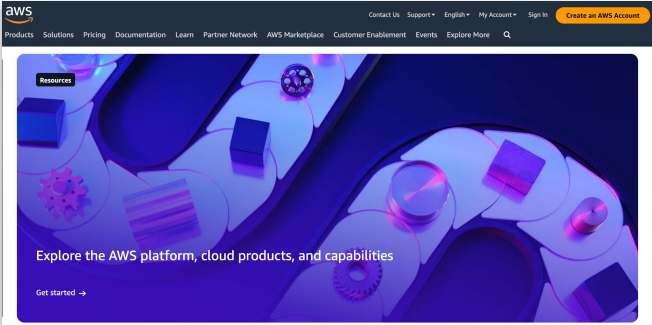 aws
Contact Us Support English My Account Sign In Create an AWS Account
Products Solutions Pricing Documentation Learn Partner Network AWS Marketplace Customer Enablement Events Explore More
Resources
Explore the AWS platform, cloud products, and capabilities
Get started →